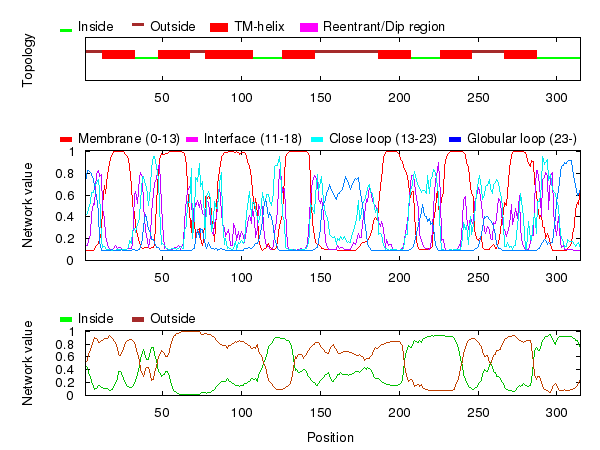 Inside Outside TM-helix Reentrant/Dip region
Topology
50 100 150 200 250 300
Membrane (0-13) Interface (11-18) Close loop (13-23) Globular loop (23-)
Network value
1
0.8
0.6
0.4
0.2
0
50 100 150 200 250 300
Inside Outside
Network value
1
0.8
0.6
0.4
0.2
0
50 100 150 200 250 300
Position